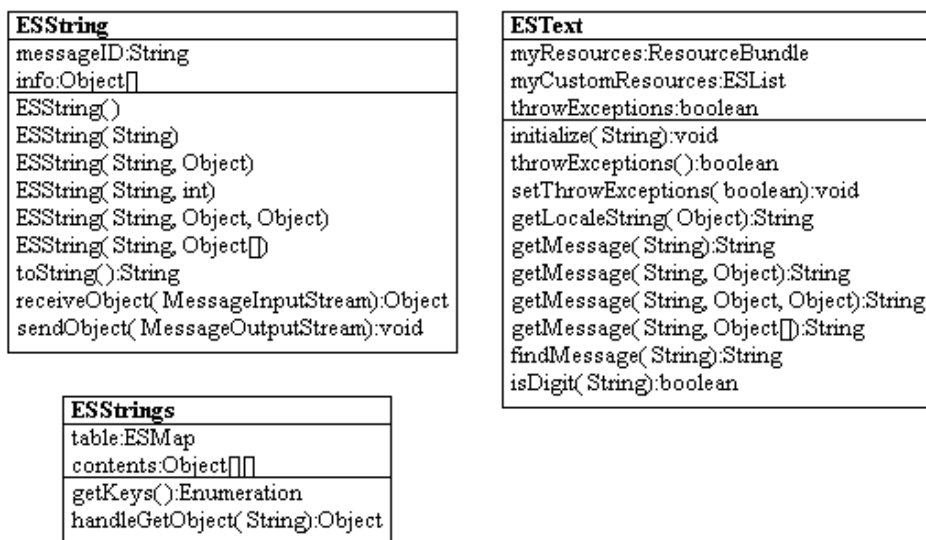 ESString
messageID:String
info:Object[]
ESString()
ESString( String)
ESString( String, Object)
ESString( String, int)
ESString( String, Object, Object)
ESString( String, Object[])
toString():String
receiveObject( MessageInputStream):Object
sendObject( MessageOutputStream):void
ESText
myResources:ResourceBundle
myCustomResources:ESList
throwExceptions:boolean
initialize( String):void
throwExceptions():boolean
setThrowExceptions( boolean):void
getLocaleString( Object):String
getMessage( String):String
getMessage( String, Object):String
getMessage( String, Object, Object):String
getMessage( String, Object[]):String
findMessage( String):String
isDigit( String):boolean
ESStrings
table:ESMap
contents:Object[][]
getKeys():Enumeration
handleGetObject( String):Object